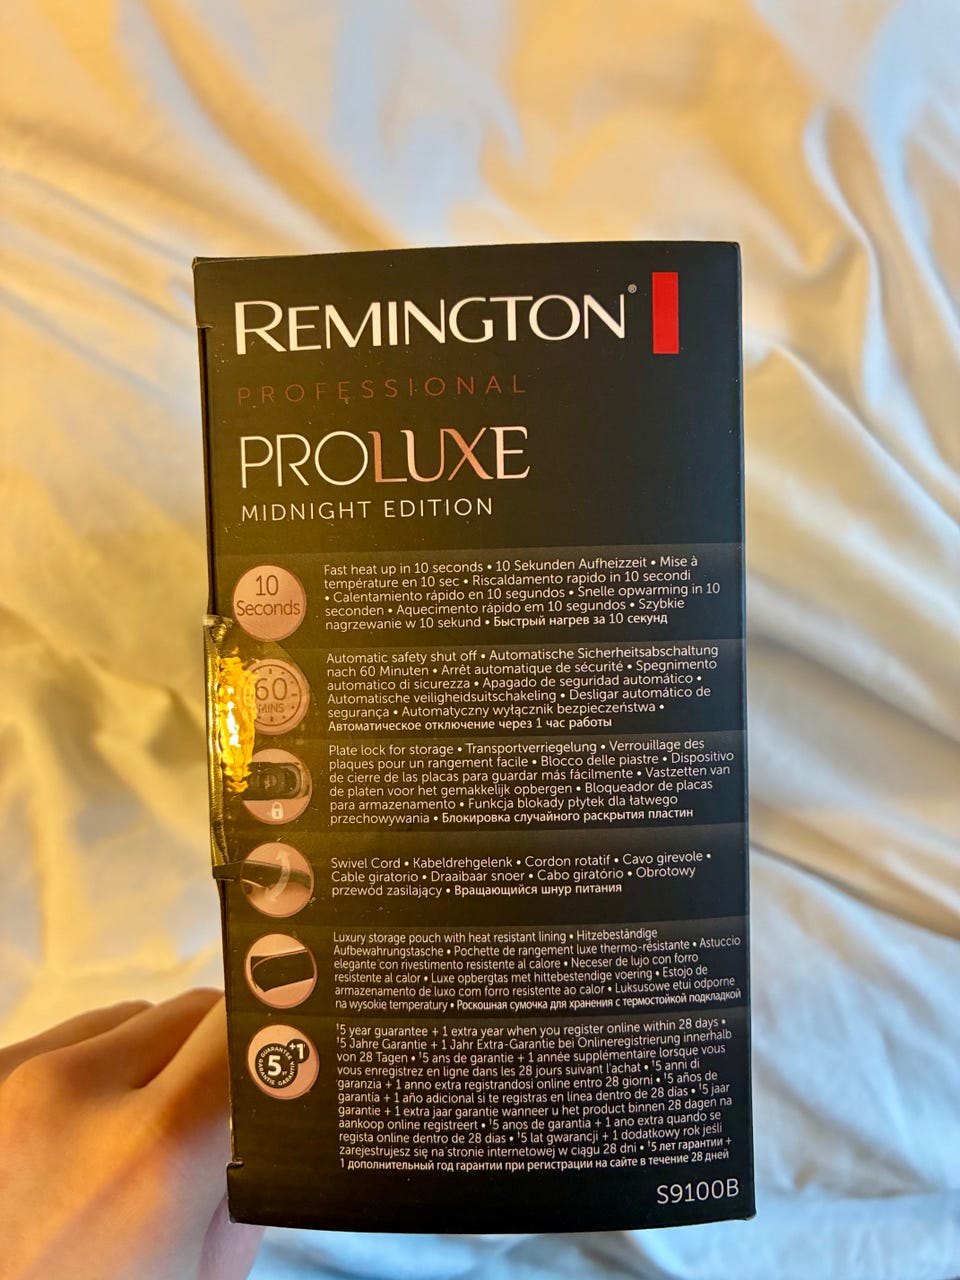 REMINGTON®
PROFESSIONAL
PROLUXE
MIDNIGHT EDITION
10
Seconds
Fast heat up in 10 seconds • 10 Sekunden Aufheizzeit • Mise à
température en 10 sec • Riscaldamento rapido in 10 secondi
• Calentamiento rápido en 10 segundos • Snelle opwarming in 10
seconden • Aquecimento rápido em 10 segundos • Szybkie
nagrzewanie w 10 sekund • Быстрый нагрев за 10 секунд
60
MINS
Automatic safety shut off • Automatische Sicherheitsabschaltung
nach 60 Minuten • Arrêt automatique de sécurité • Spegnimento
automatico di sicurezza • Apagado de seguridad automático •
Automatische veiligheidsuitschakeling • Desligar automático de
segurança • Automatyczny wyłącznik bezpieczeństwa •
Автоматическое отключение через 1 час работы
Plate lock for storage • Transportverriegelung • Verrouillage des
plaques pour un rangement facile • Blocco delle piastre • Dispositivo
de cierre de las placas para guardar más fácilmente • Vastzetten van
de platen voor het gemakkelijk opbergen • Bloqueador de placas
para armazenamento • Funkcja blokady płytek dla łatwego
przechowywania • Блокировка случайного раскрытия пластин
Swivel Cord • Kabeldrehgelenk • Cordon rotatif • Cavo girevole •
Cable giratorio • Draaibaar snoer • Cabo giratório • Obrotowy
przewód zasilający • Вращающийся шнур питания
Luxury storage pouch with heat resistant lining • Hitzebeständige
Aufbewahrungstasche • Pochette de rangement luxe thermo-résistante • Astuccio
elegante con rivestimento resistente al calore • Neceser de lujo con forro
resistente al calor • Luxe opbergtas met hittebestendige voering • Estojo de
armazenamento de luxo com forro resistente ao calor • Luksusowe etui odporne
na wysokie temperatury • Роскошная сумочка для хранения с термостойкой подкладкой
GUARANTEE
5
+1¹
GARANTIE GARANTIA
¹5 year guarantee + 1 extra year when you register online within 28 days •
¹5 Jahre Garantie + 1 Jahr Extra-Garantie bei Onlineregistrierung innerhalb
von 28 Tagen • ¹5 ans de garantie + 1 année supplémentaire lorsque vous
vous enregistrez en ligne dans les 28 jours suivant l'achat • ¹5 anni di
garanzia + 1 anno extra registrandosi online entro 28 giorni • ¹5 años de
garantía + 1 año adicional si te registras en línea dentro de 28 días • ¹5 jaar
garantie + 1 extra jaar garantie wanneer u het product binnen 28 dagen na
aankoop online registreert • ¹5 anos de garantia + 1 ano extra quando se
regista online dentro de 28 dias • ¹5 lat gwarancji + 1 dodatkowy rok jeśli
zarejestrujesz się na stronie internetowej w ciągu 28 dni • ¹5 лет гарантии +
1 дополнительный год гарантии при регистрации на сайте в течение 28 дней
S9100B